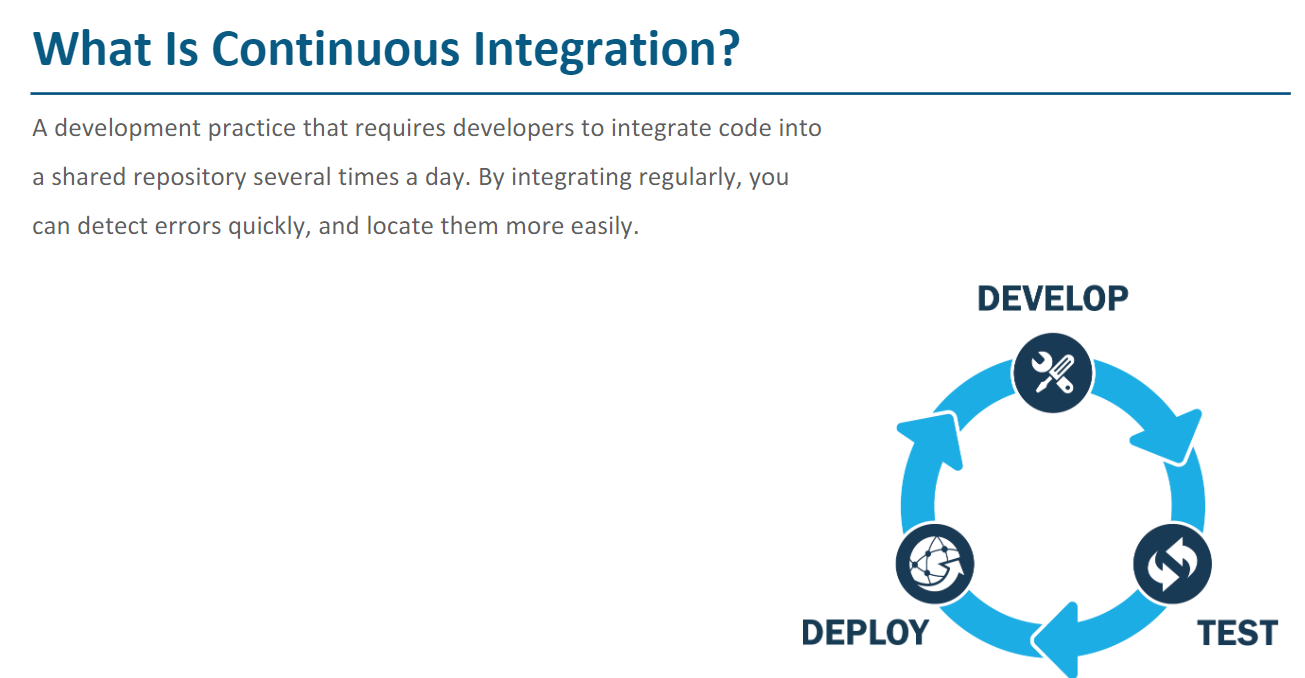 What Is Continuous Integration?
A development practice that requires developers to integrate code into
a shared repository several times a day. By integrating regularly, you
can detect errors quickly, and locate them more easily.
DEVELOP
DEPLOY
TEST